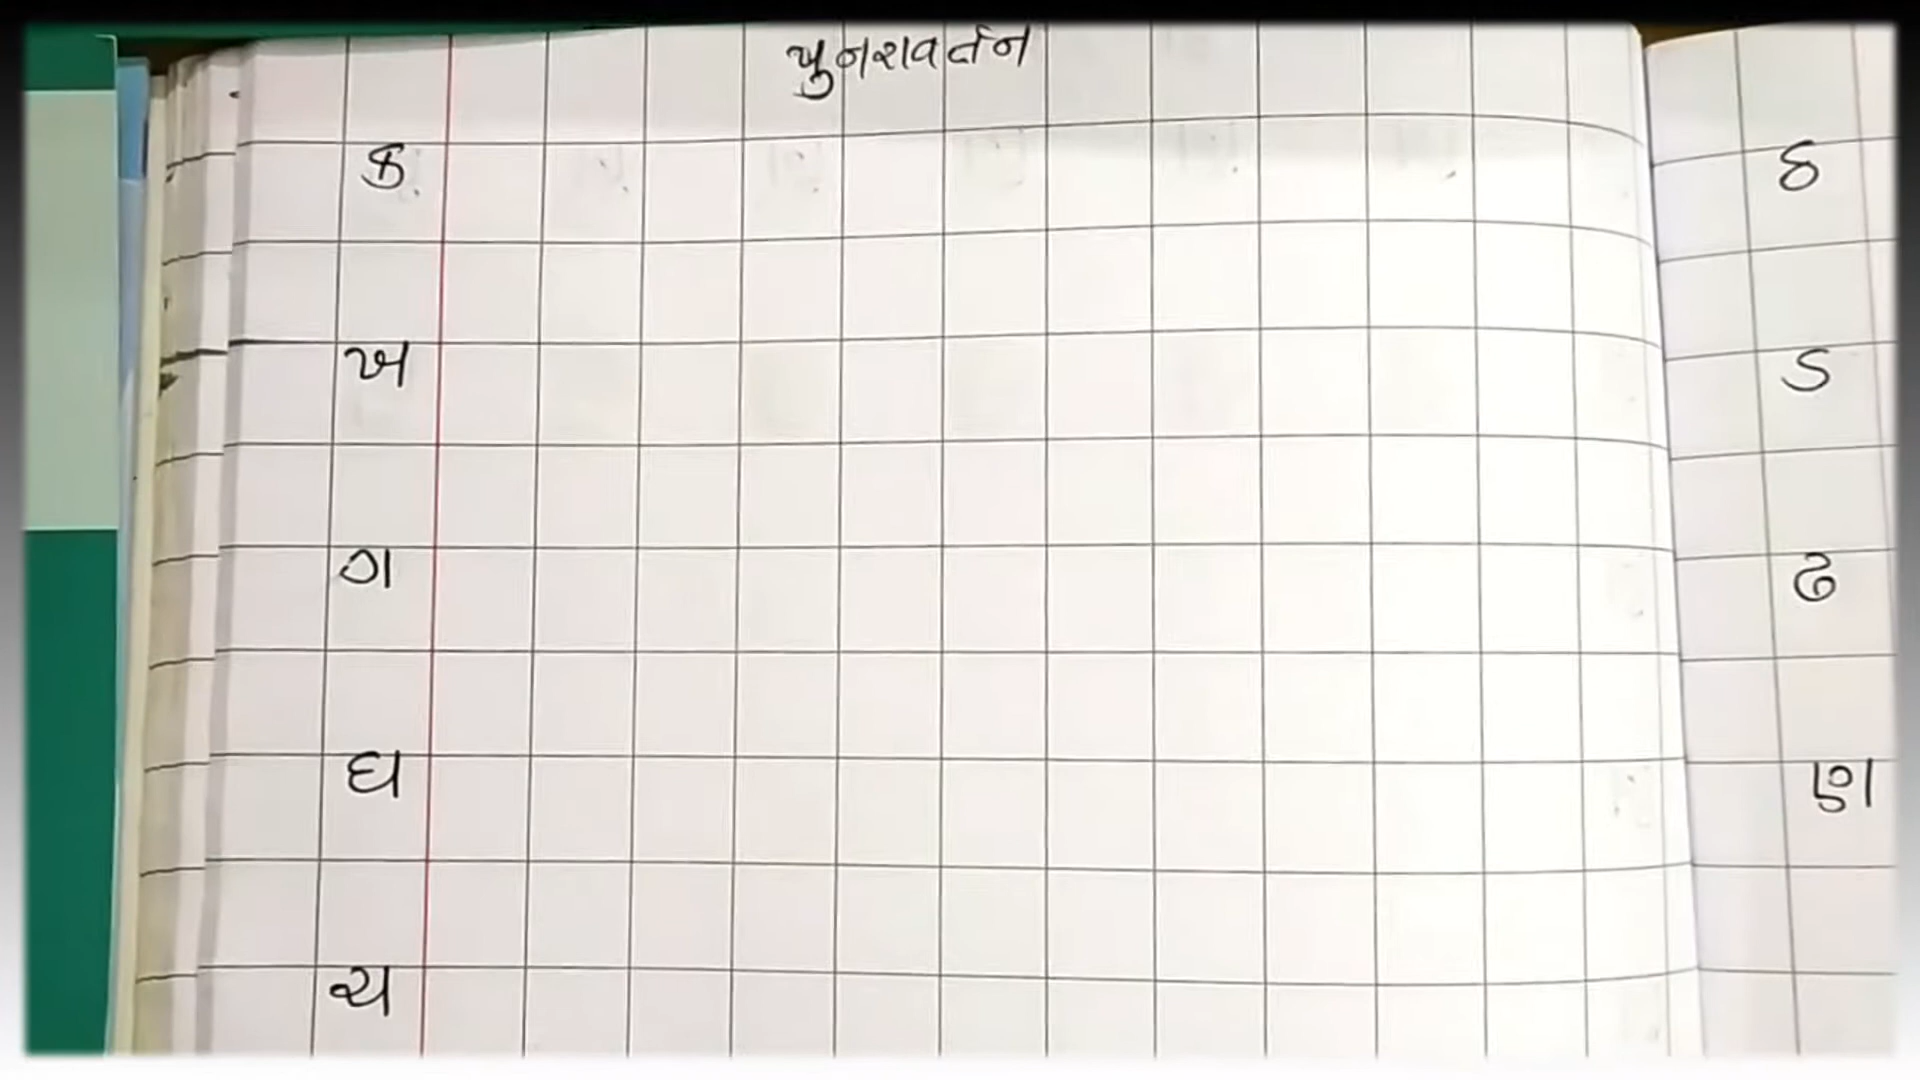 પુનરાવર્તન
ક
ખ
ગ
ઘ
ચ
ઠ
ડ
ઢ
ણ